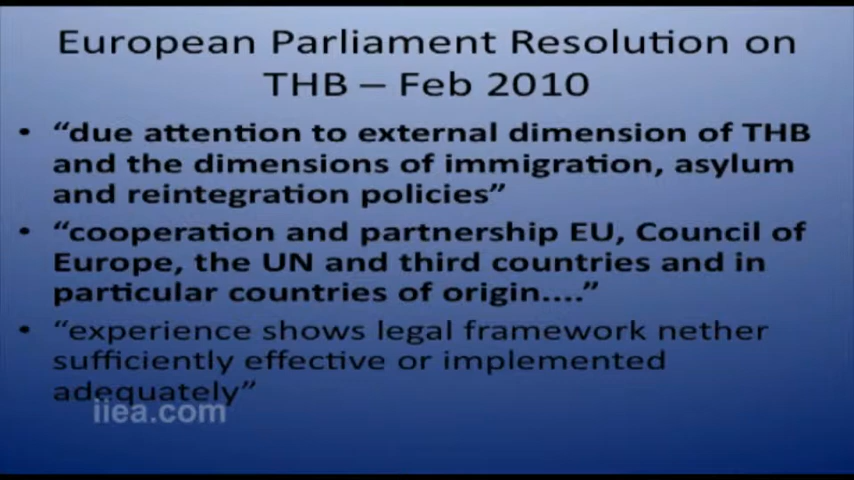 European Parliament Resolution on
THB – Feb 2010
• “due attention to external dimension of THB
and the dimensions of immigration, asylum
and reintegration policies”
• “cooperation and partnership EU, Council of
Europe, the UN and third countries and in
particular countries of origin....”
• “experience shows legal framework nether
sufficiently effective or implemented
adequately”
iiea.com